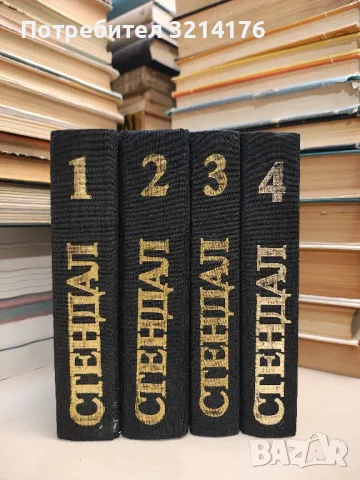 Потребител 3214176
1
СТЕНДАЛ
2
СТЕНДАЛ
3
СТЕНДАЛ
4
СТЕНДАЛ
BAZAR